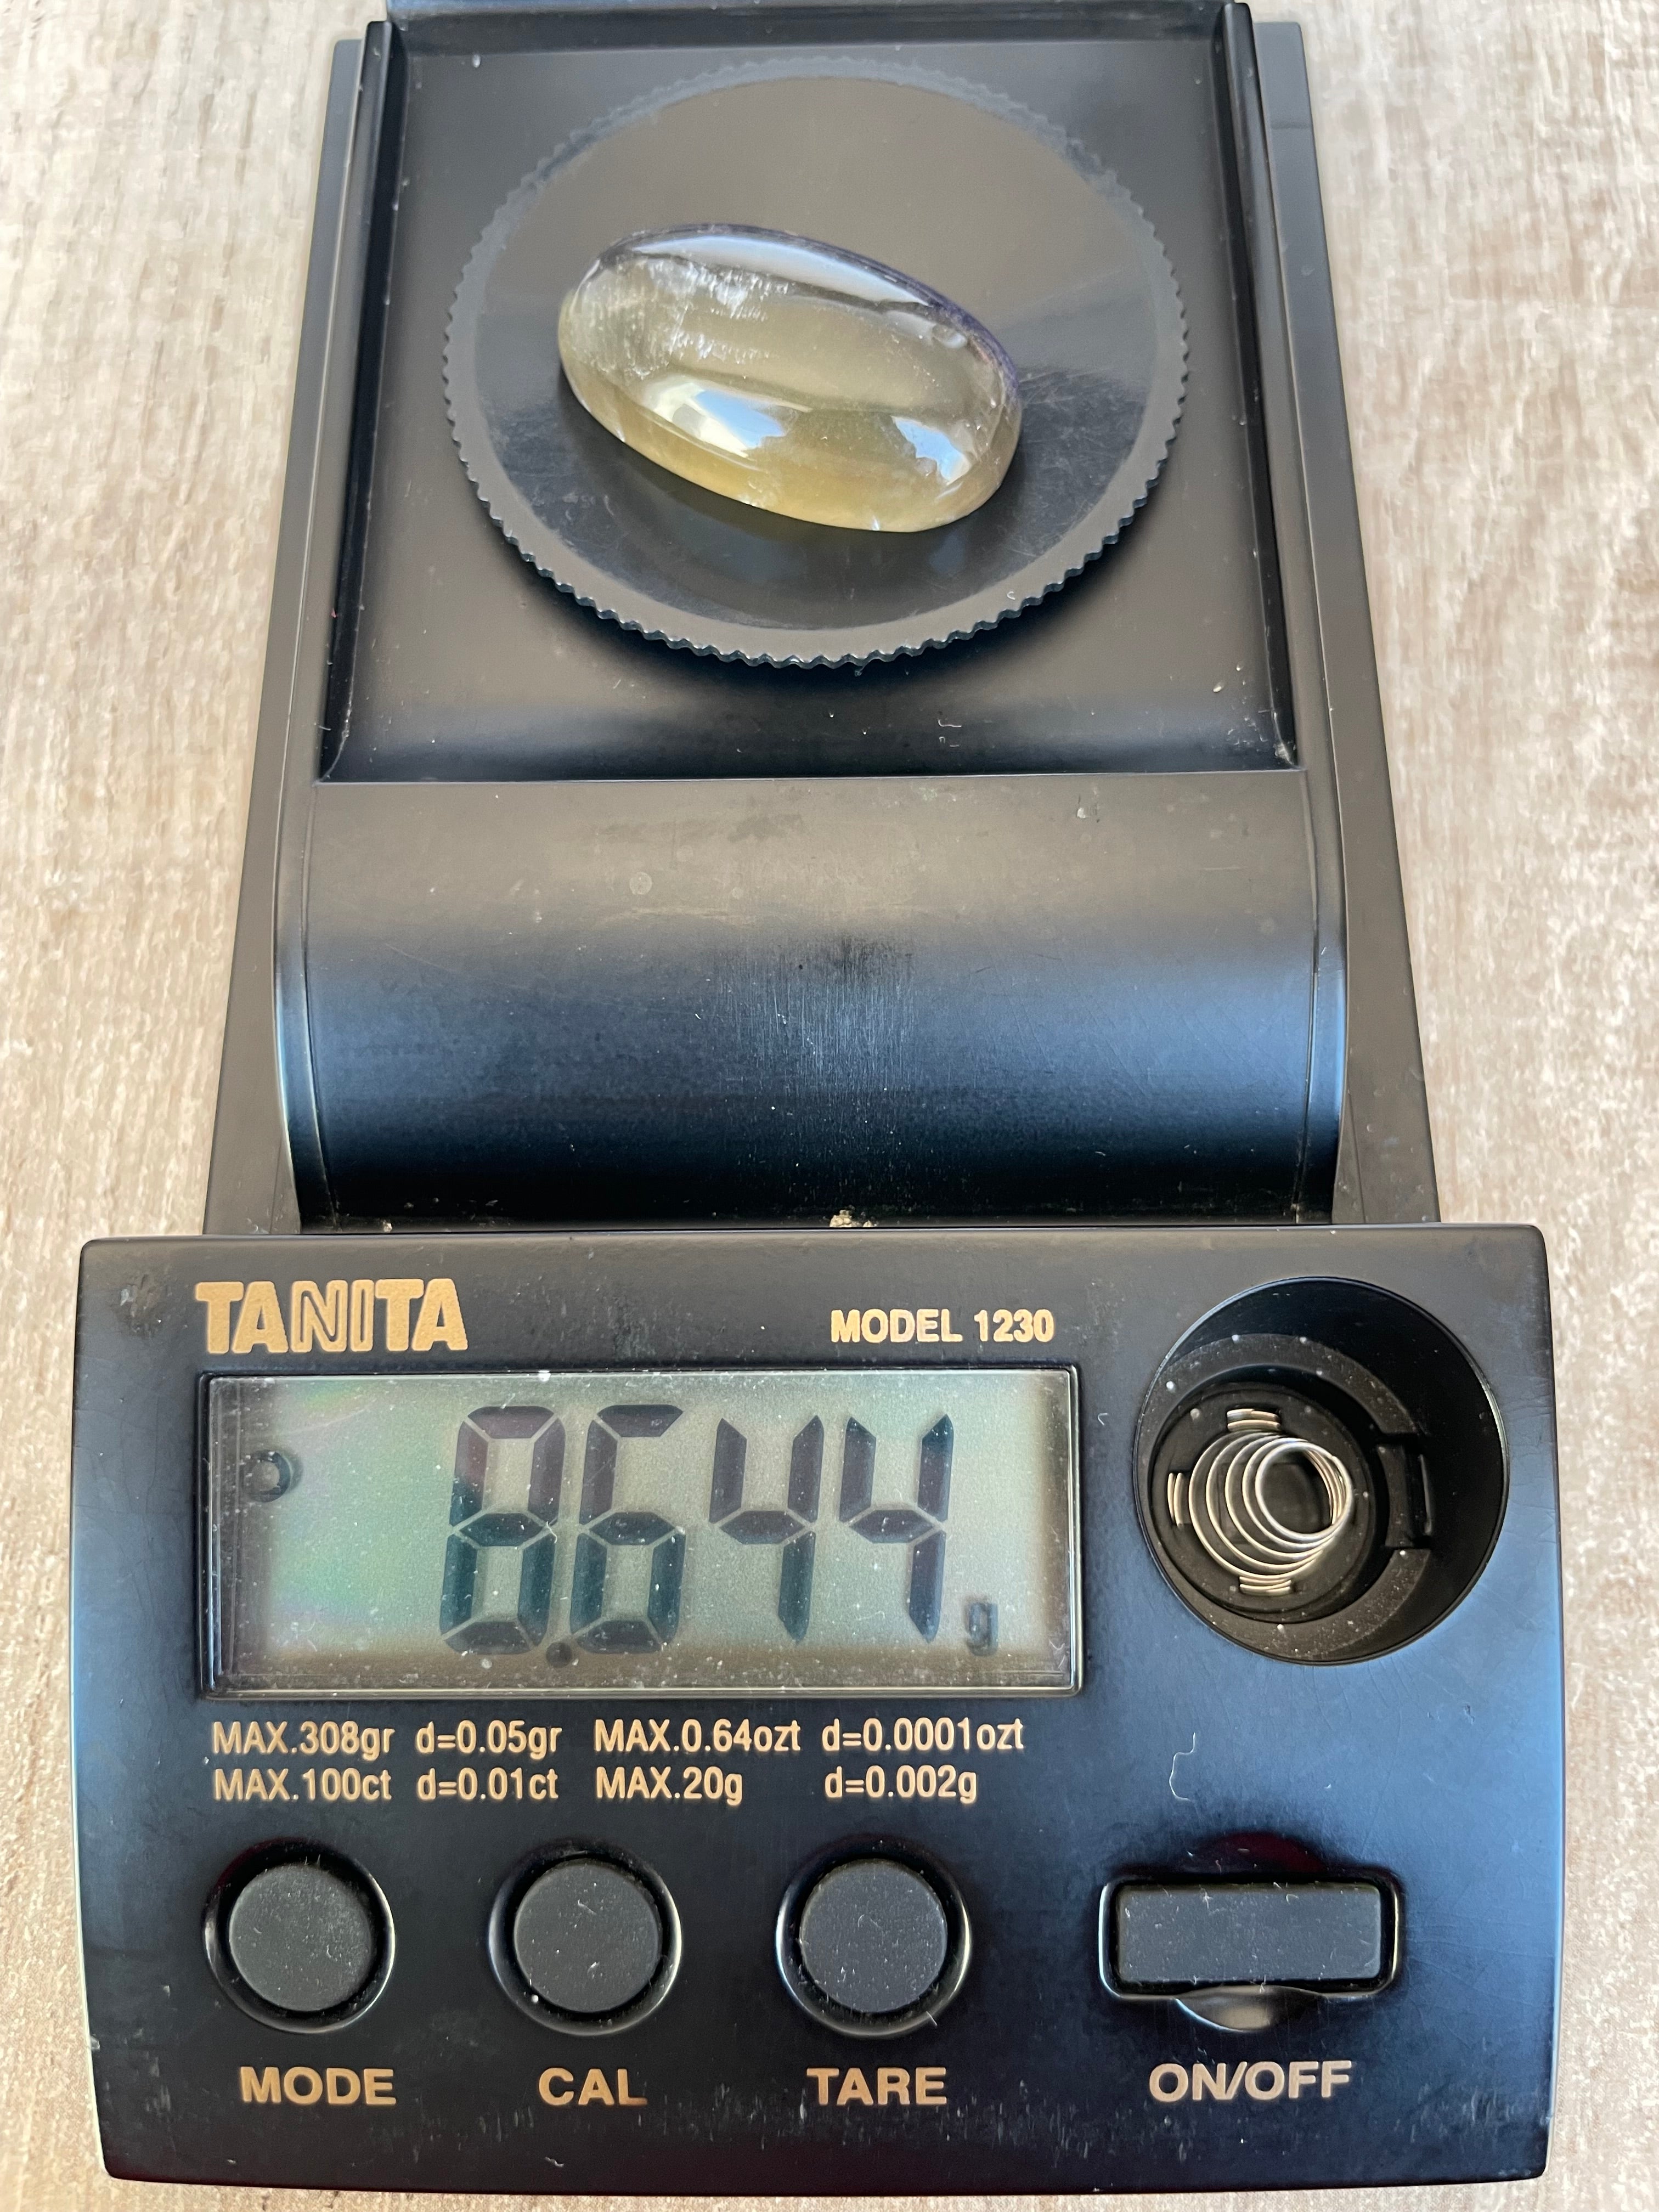 TANITA
MODEL 1230
8.644 g
MAX.308gr d=0.05gr MAX.0.64ozt d=0.0001ozt
MAX.100ct d=0.01ct MAX.20g d=0.002g
MODE CAL TARE ON/OFF